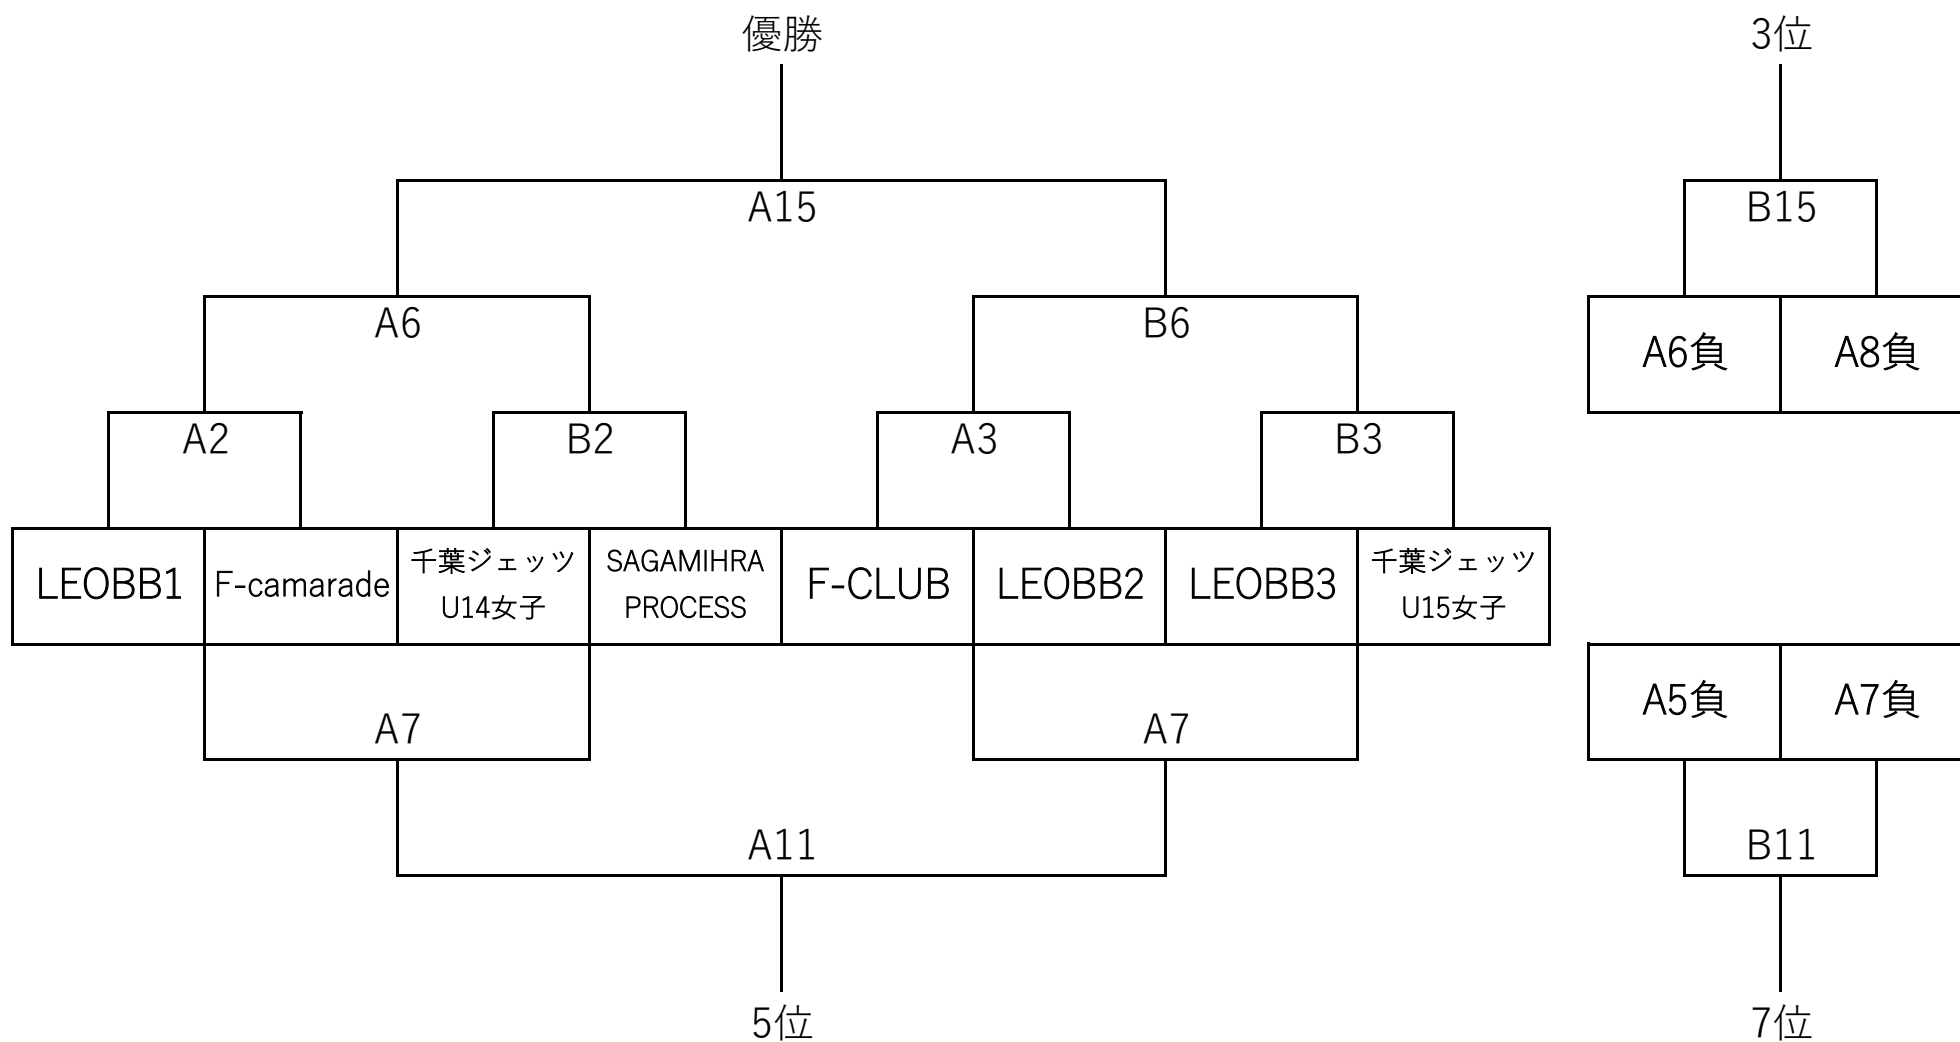 優勝
3位
A15
B15
A6
B6
A6負
A8負
A2
B2
A3
B3
LEOBB1
F-camarade
千葉ジェッツ
U14女子
SAGAMIHRA
PROCESS
F-CLUB
LEOBB2
LEOBB3
千葉ジェッツ
U15女子
A5負
A7負
A7
A7
A11
B11
5位
7位